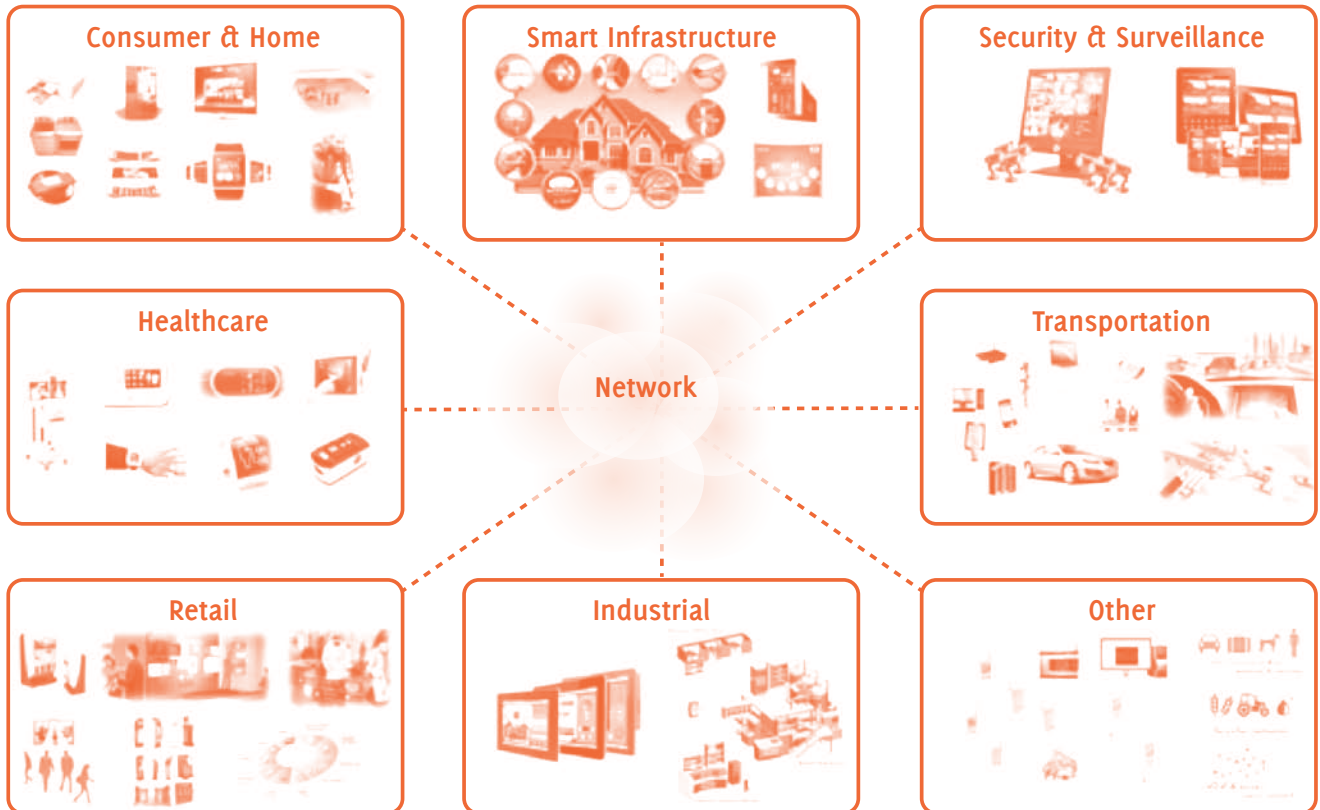 Consumer & Home
Smart Infrastructure
Security & Surveillance
Healthcare
Network
Transportation
Retail
Industrial
Other